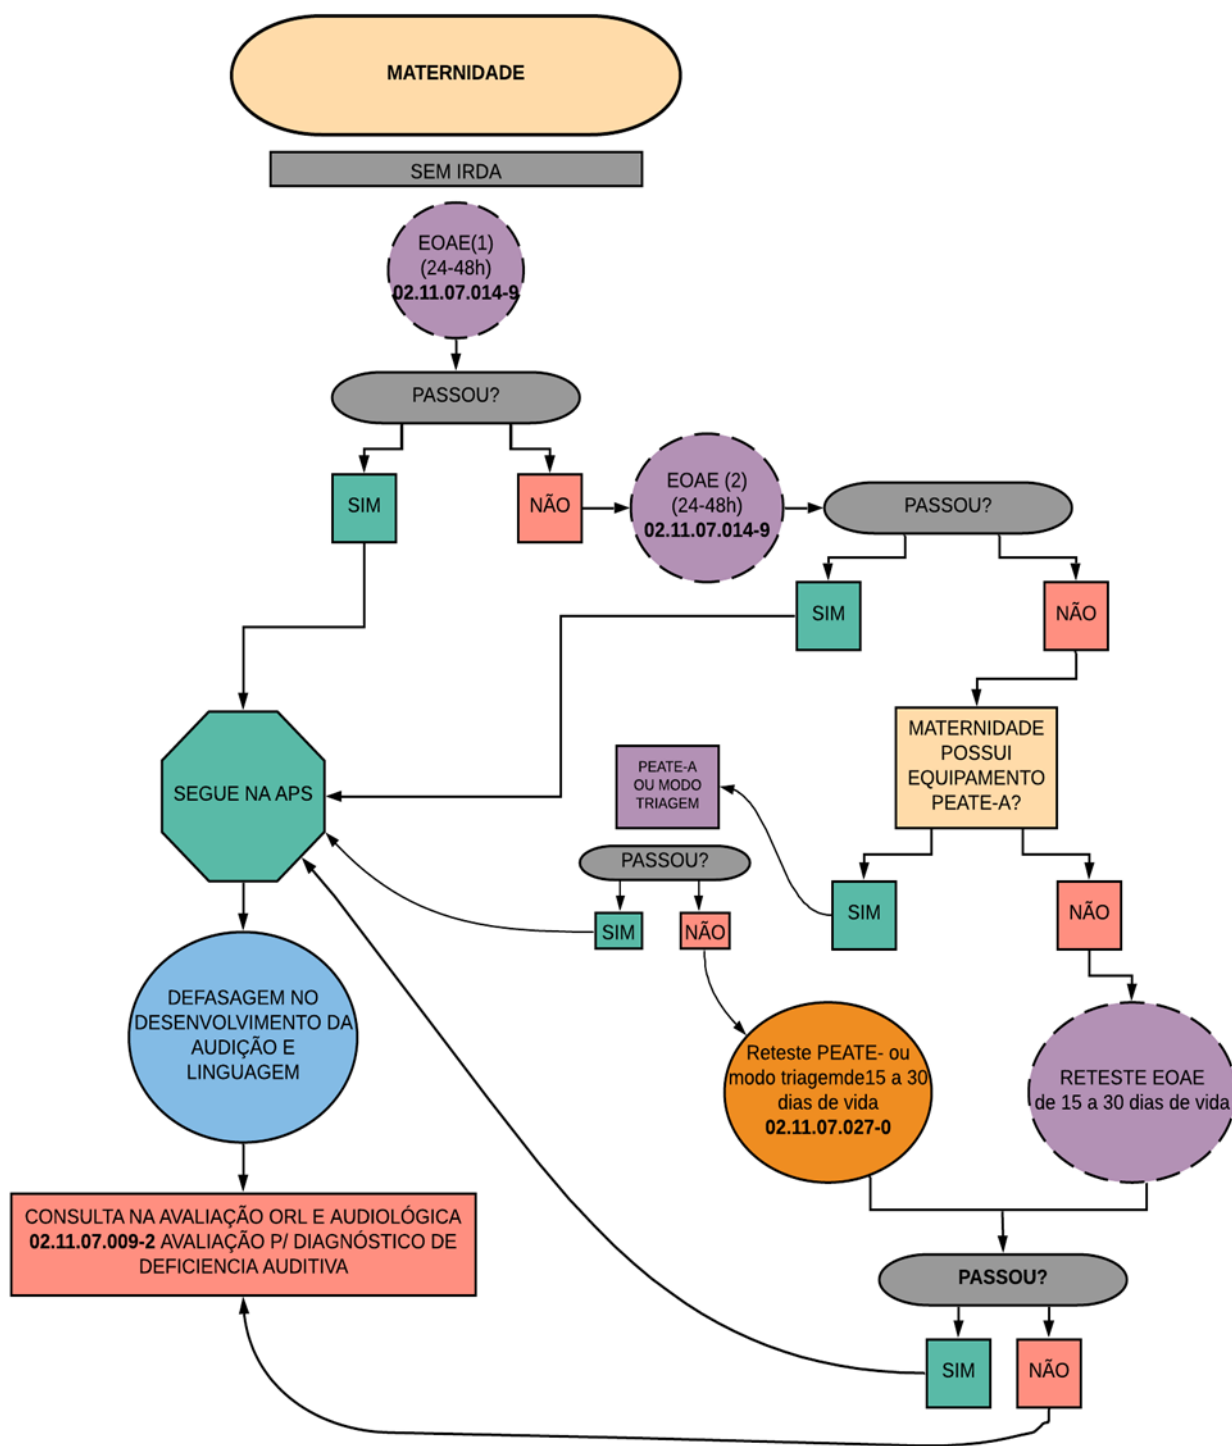 MATERNIDADE
SEM IRDA
EOAE(1)
(24-48h)
02.11.07.014-9
PASSOU?
SIM
NÃO
EOAE (2)
(24-48h)
02.11.07.014-9
PASSOU?
SIM
NÃO
MATERNIDADE
POSSUI
EQUIPAMENTO
PEATE-A?
SIM
NÃO
PEATE-A
OU MODO
TRIAGEM
PASSOU?
SIM
NÃO
SEGUE NA APS
DEFASAGEM NO
DESENVOLVIMENTO DA
AUDIÇÃO E
LINGUAGEM
Reteste PEATE- ou
modo triagemde15 a 30
dias de vida
02.11.07.027-0
RETESTE EOAE
de 15 a 30 dias de vida
CONSULTA NA AVALIAÇÃO ORL E AUDIOLÓGICA
02.11.07.009-2 AVALIAÇÃO P/ DIAGNÓSTICO DE
DEFICIENCIA AUDITIVA
PASSOU?
SIM
NÃO